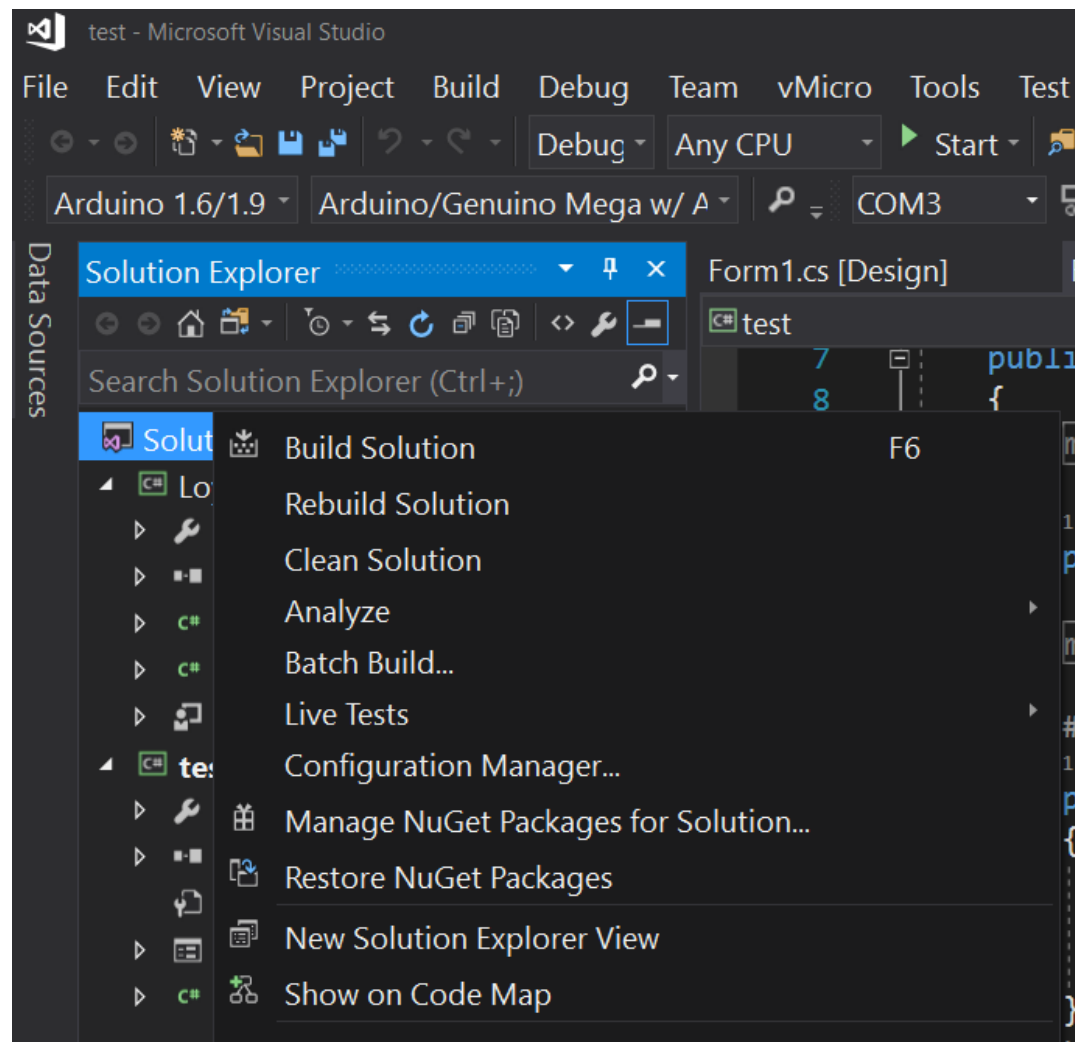 test - Microsoft Visual Studio
File Edit View Project Build Debug Team vMicro Tools Test
Debug Any CPU Start
Arduino 1.6/1.9 Arduino/Genuino Mega w/ A COM3
Data Sources
Solution Explorer
Form1.cs [Design]
C# test
Search Solution Explorer (Ctrl+;)
7 publi
8 {
Solut
Build Solution F6
C# Lo
Rebuild Solution
Clean Solution
C# Analyze
C# Batch Build...
Live Tests
#
C# tes
Configuration Manager...
Manage NuGet Packages for Solution...
{
Restore NuGet Packages
New Solution Explorer View
C# Show on Code Map
}